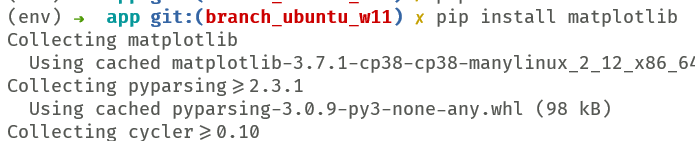 (env) ➜ app git:(branch_ubuntu_w11) ✗ pip install matplotlib
Collecting matplotlib
Using cached matplotlib-3.7.1-cp38-cp38-manylinux_2_12_x86_64
Collecting pyparsing>=2.3.1
Using cached pyparsing-3.0.9-py3-none-any.whl (98 kB)
Collecting cycler>=0.10